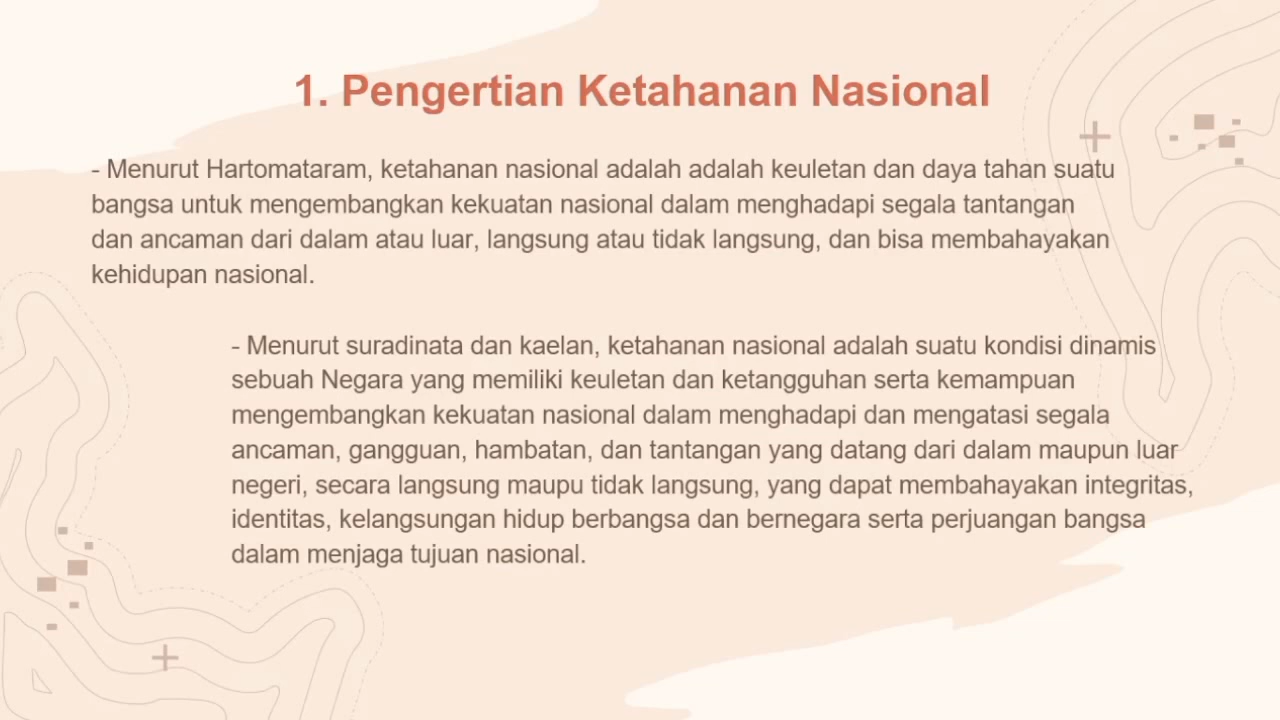 1. Pengertian Ketahanan Nasional
- Menurut Hartomataram, ketahanan nasional adalah adalah keuletan dan daya tahan suatu
bangsa untuk mengembangkan kekuatan nasional dalam menghadapi segala tantangan
dan ancaman dari dalam atau luar, langsung atau tidak langsung, dan bisa membahayakan
kehidupan nasional.
- Menurut suradinata dan kaelan, ketahanan nasional adalah suatu kondisi dinamis
sebuah Negara yang memiliki keuletan dan ketangguhan serta kemampuan
mengembangkan kekuatan nasional dalam menghadapi dan mengatasi segala
ancaman, gangguan, hambatan, dan tantangan yang datang dari dalam maupun luar
negeri, secara langsung maupu tidak langsung, yang dapat membahayakan integritas,
identitas, kelangsungan hidup berbangsa dan bernegara serta perjuangan bangsa
dalam menjaga tujuan nasional.